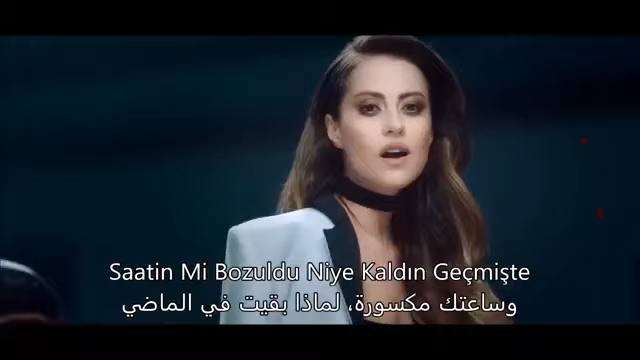 Saatin Mi Bozuldu Niye Kaldın Geçmişte
وساعتك مكسورة، لماذا بقيت في الماضي